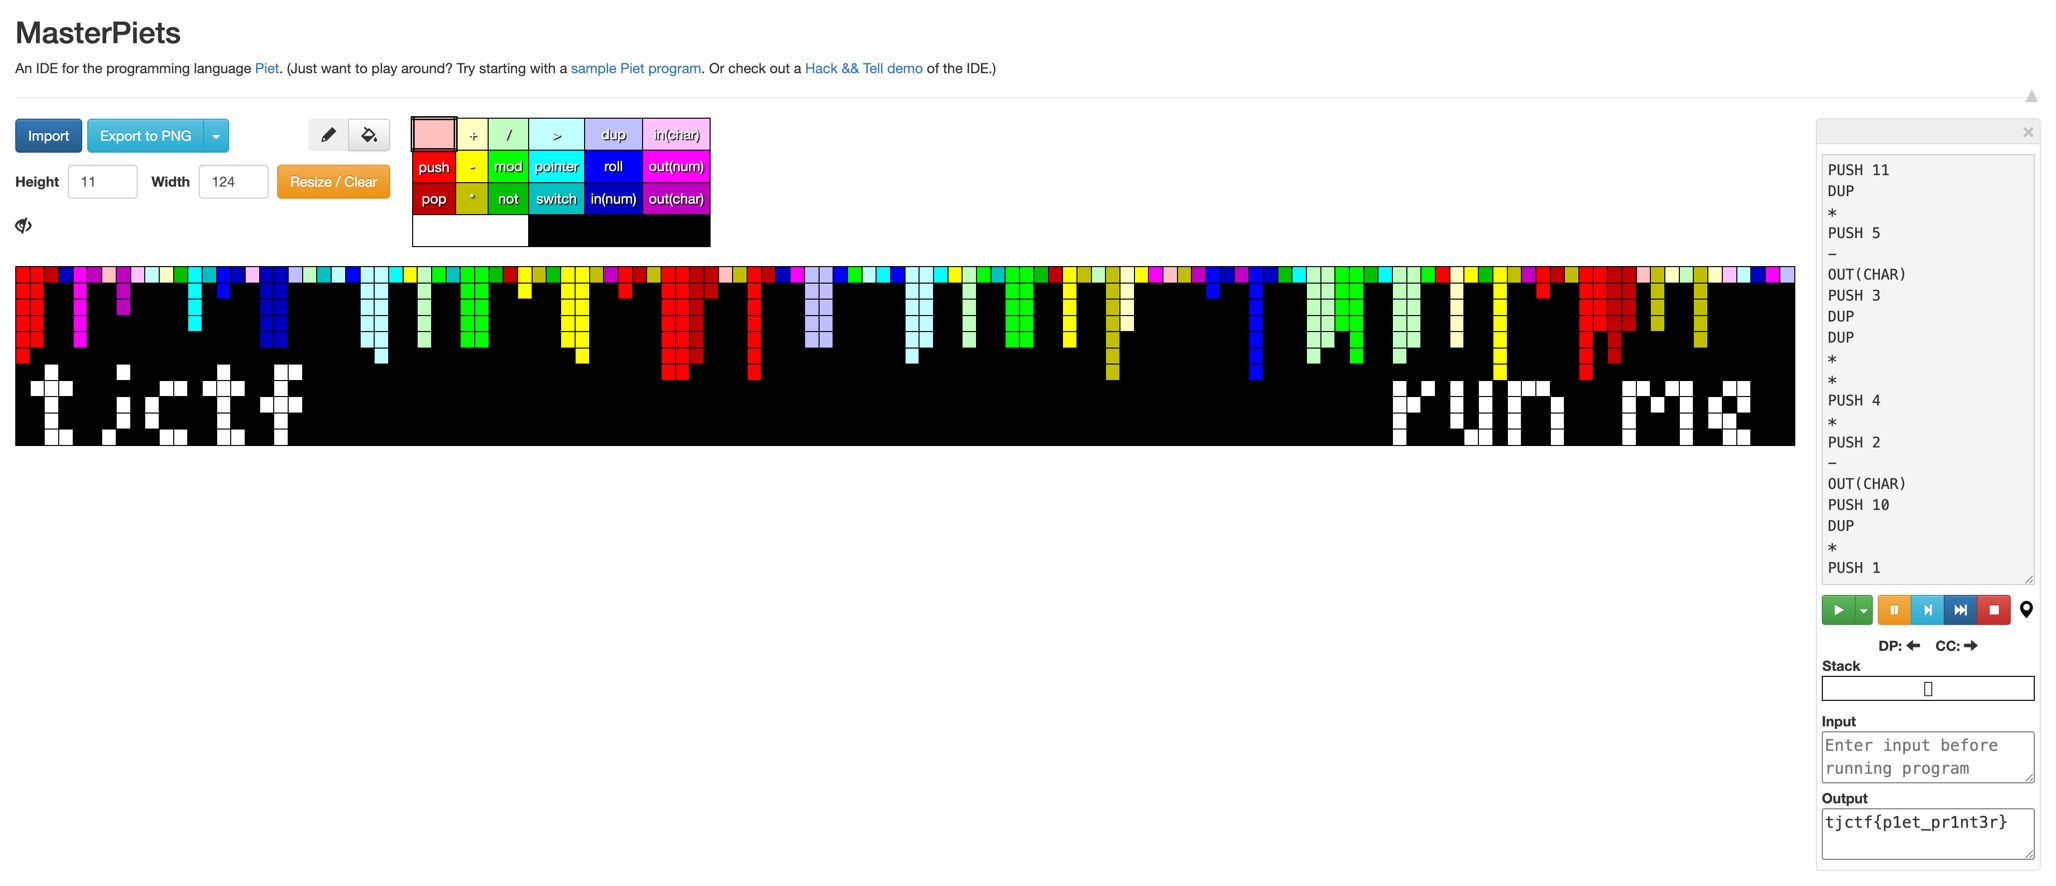 MasterPiets
An IDE for the programming language Piet. (Just want to play around? Try starting with a sample Piet program. Or check out a Hack && Tell demo of the IDE.)
Import Export to PNG
Height 11 Width 124 Resize / Clear
+ / > dup in(char)
push - mod pointer roll out(num)
pop * not switch in(num) out(char)
tjctf run me
PUSH 11
DUP
*
PUSH 5
–
OUT(CHAR)
PUSH 3
DUP
DUP
*
*
PUSH 4
*
PUSH 2
–
OUT(CHAR)
PUSH 10
DUP
*
PUSH 1
DP: ← CC: →
Stack
Input
Enter input before
running program
Output
tjctf{p1et_pr1nt3r}